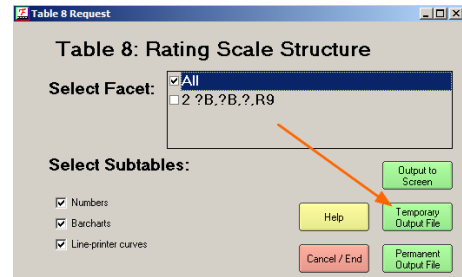 Table 8 Request
Table 8: Rating Scale Structure
Select Facet:
All
2 ?B,?B,?,R9
Select Subtables:
Numbers
Barcharts
Line-printer curves
Output to
Screen
Help
Temporary
Output File
Cancel / End
Permanent
Output File